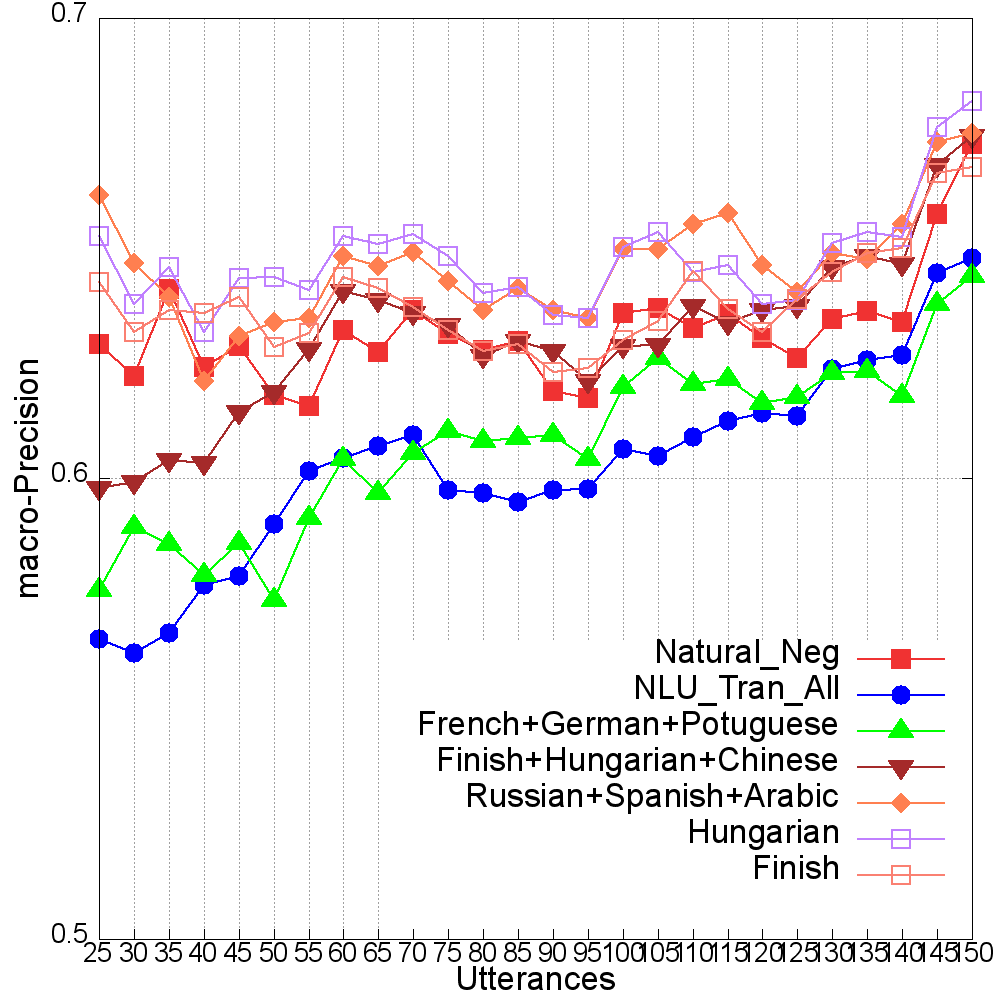 0.7
0.6
0.5
macro-Precision
Natural_Neg
NLU_Tran_All
French+German+Potuguese
Finish+Hungarian+Chinese
Russian+Spanish+Arabic
Hungarian
Finish
25 30 35 40 45 50 55 60 65 70 75 80 85 90 95 100 105 110 115 120 125 130 135 140 145 150
Utterances